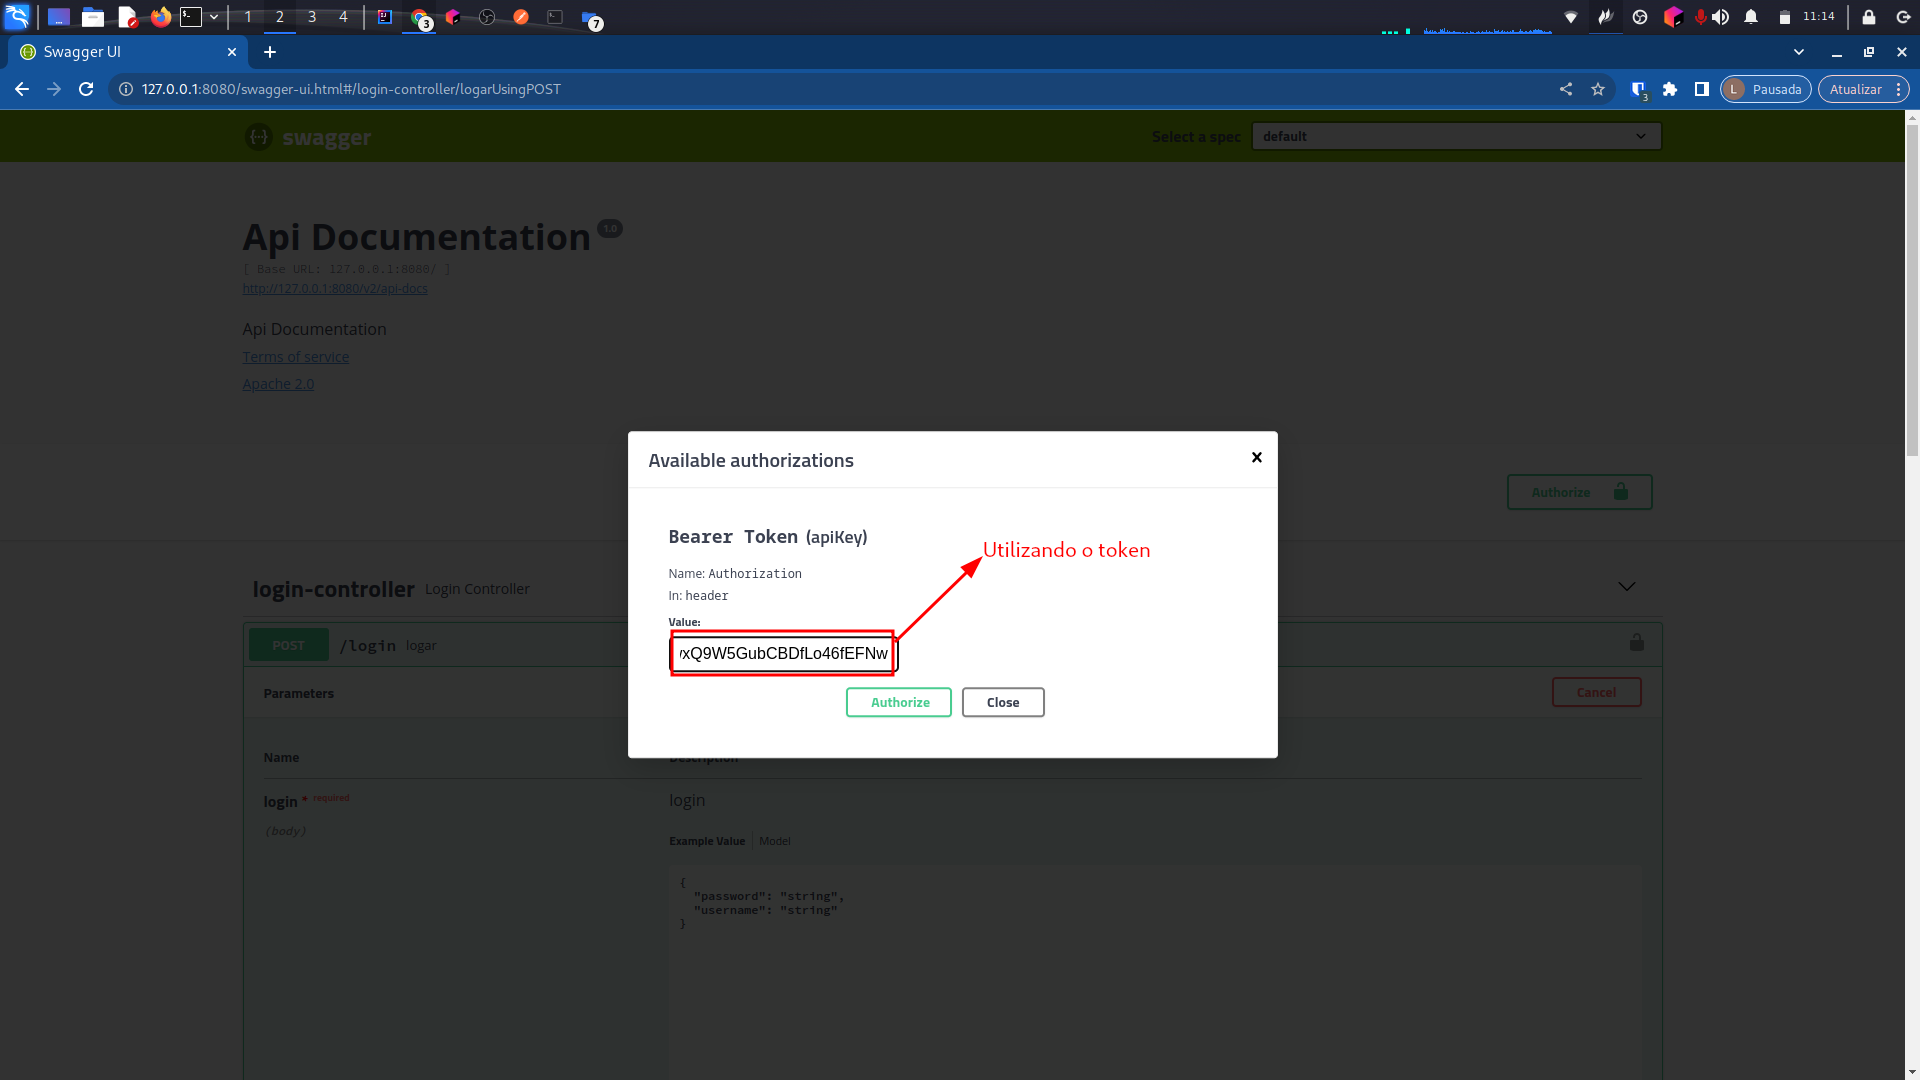 1 2 3 4
3
7
11:14
Swagger UI
127.0.0.1:8080/swagger-ui.html#/login-controller/logarUsingPOST
3
L Pausada
Atualizar
{··} swagger
Select a spec
default
Api Documentation 1.0
[ Base URL: 127.0.0.1:8080/ ]
http://127.0.0.1:8080/v2/api-docs
Api Documentation
Terms of service
Apache 2.0
Authorize
Available authorizations
Bearer Token (apiKey)
Utilizando o token
Name: Authorization
In: header
Value:
xQ9W5GubCBDfLo46fEFNw
Authorize
Close
login-controller Login Controller
POST /login logar
Parameters
Cancel
Name
Description
login * required
(body)
login
Example Value Model
{
"password": "string",
"username": "string"
}